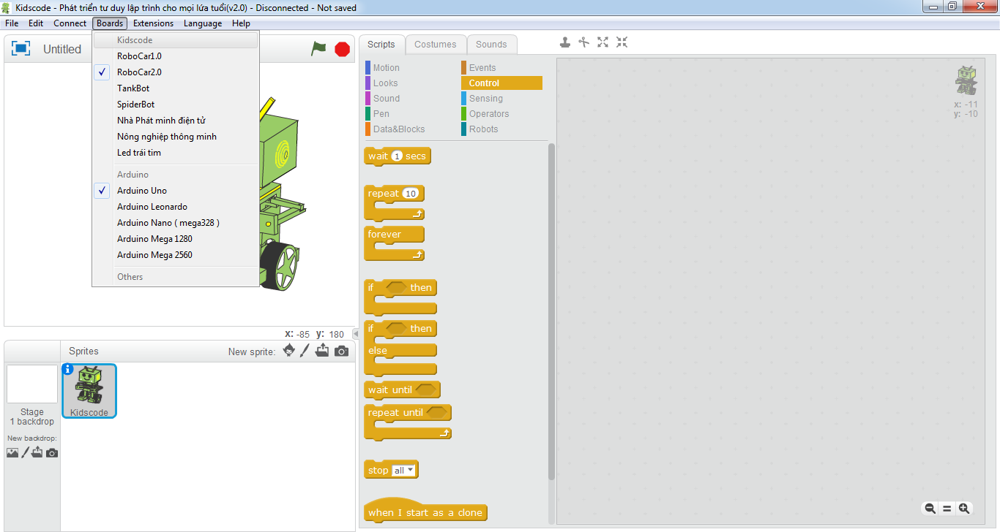 Kidscode - Phát triển tư duy lập trình cho mọi lứa tuổi(v2.0) - Disconnected - Not saved
File Edit Connect Boards Extensions Language Help
Kidscode
RoboCar1.0
RoboCar2.0
TankBot
SpiderBot
Nhà Phát minh điện tử
Nông nghiệp thông minh
Led trái tim
Arduino
Arduino Uno
Arduino Leonardo
Arduino Nano ( mega328 )
Arduino Mega 1280
Arduino Mega 2560
Others
Untitled
x: -85 y: 180
Sprites New sprite:
Kidscode
Stage
1 backdrop
New backdrop:
Scripts Costumes Sounds
Motion Events
Looks Control
Sound Sensing
Pen Operators
Data&Blocks Robots
wait 1 secs
repeat 10
forever
if then
if then
else
wait until
repeat until
stop all
when I start as a clone
x: -11
y: -10